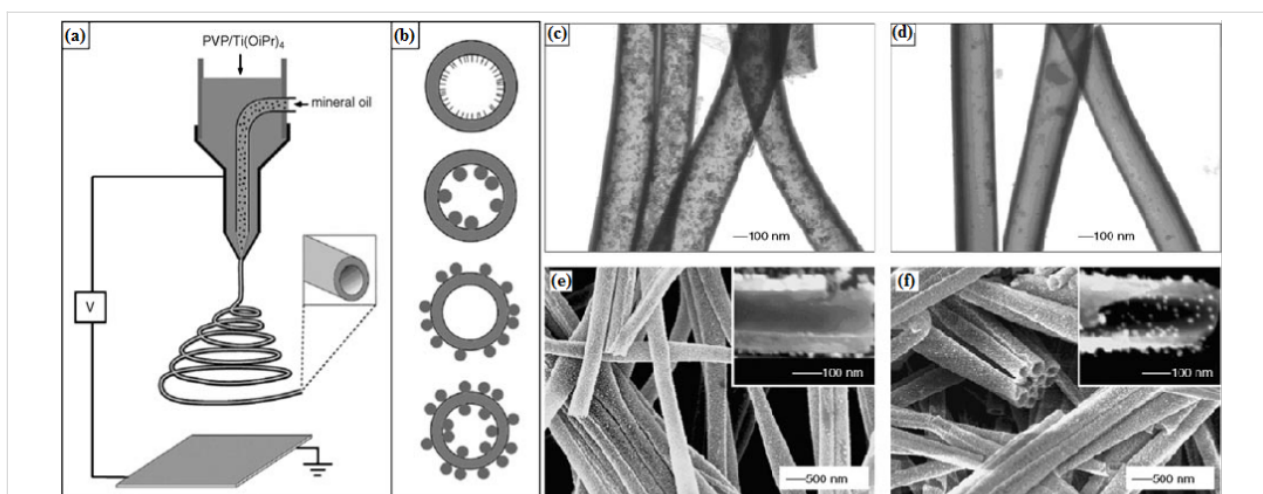 (a)
PVP/Ti(OiPr)4
mineral oil
V
(b)
(c)
100 nm
(d)
100 nm
(e)
100 nm
500 nm
(f)
100 nm
500 nm